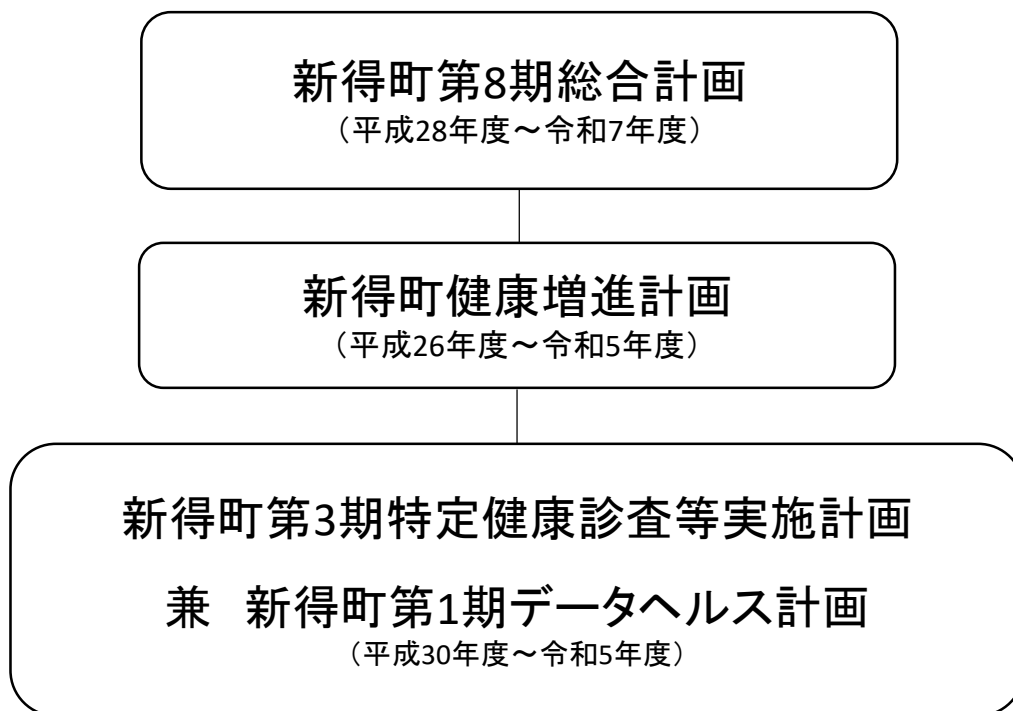 新得町第8期総合計画
（平成28年度～令和7年度）
新得町健康増進計画
（平成26年度～令和5年度）
新得町第3期特定健康診査等実施計画
兼　新得町第1期データヘルス計画
（平成30年度～令和5年度）